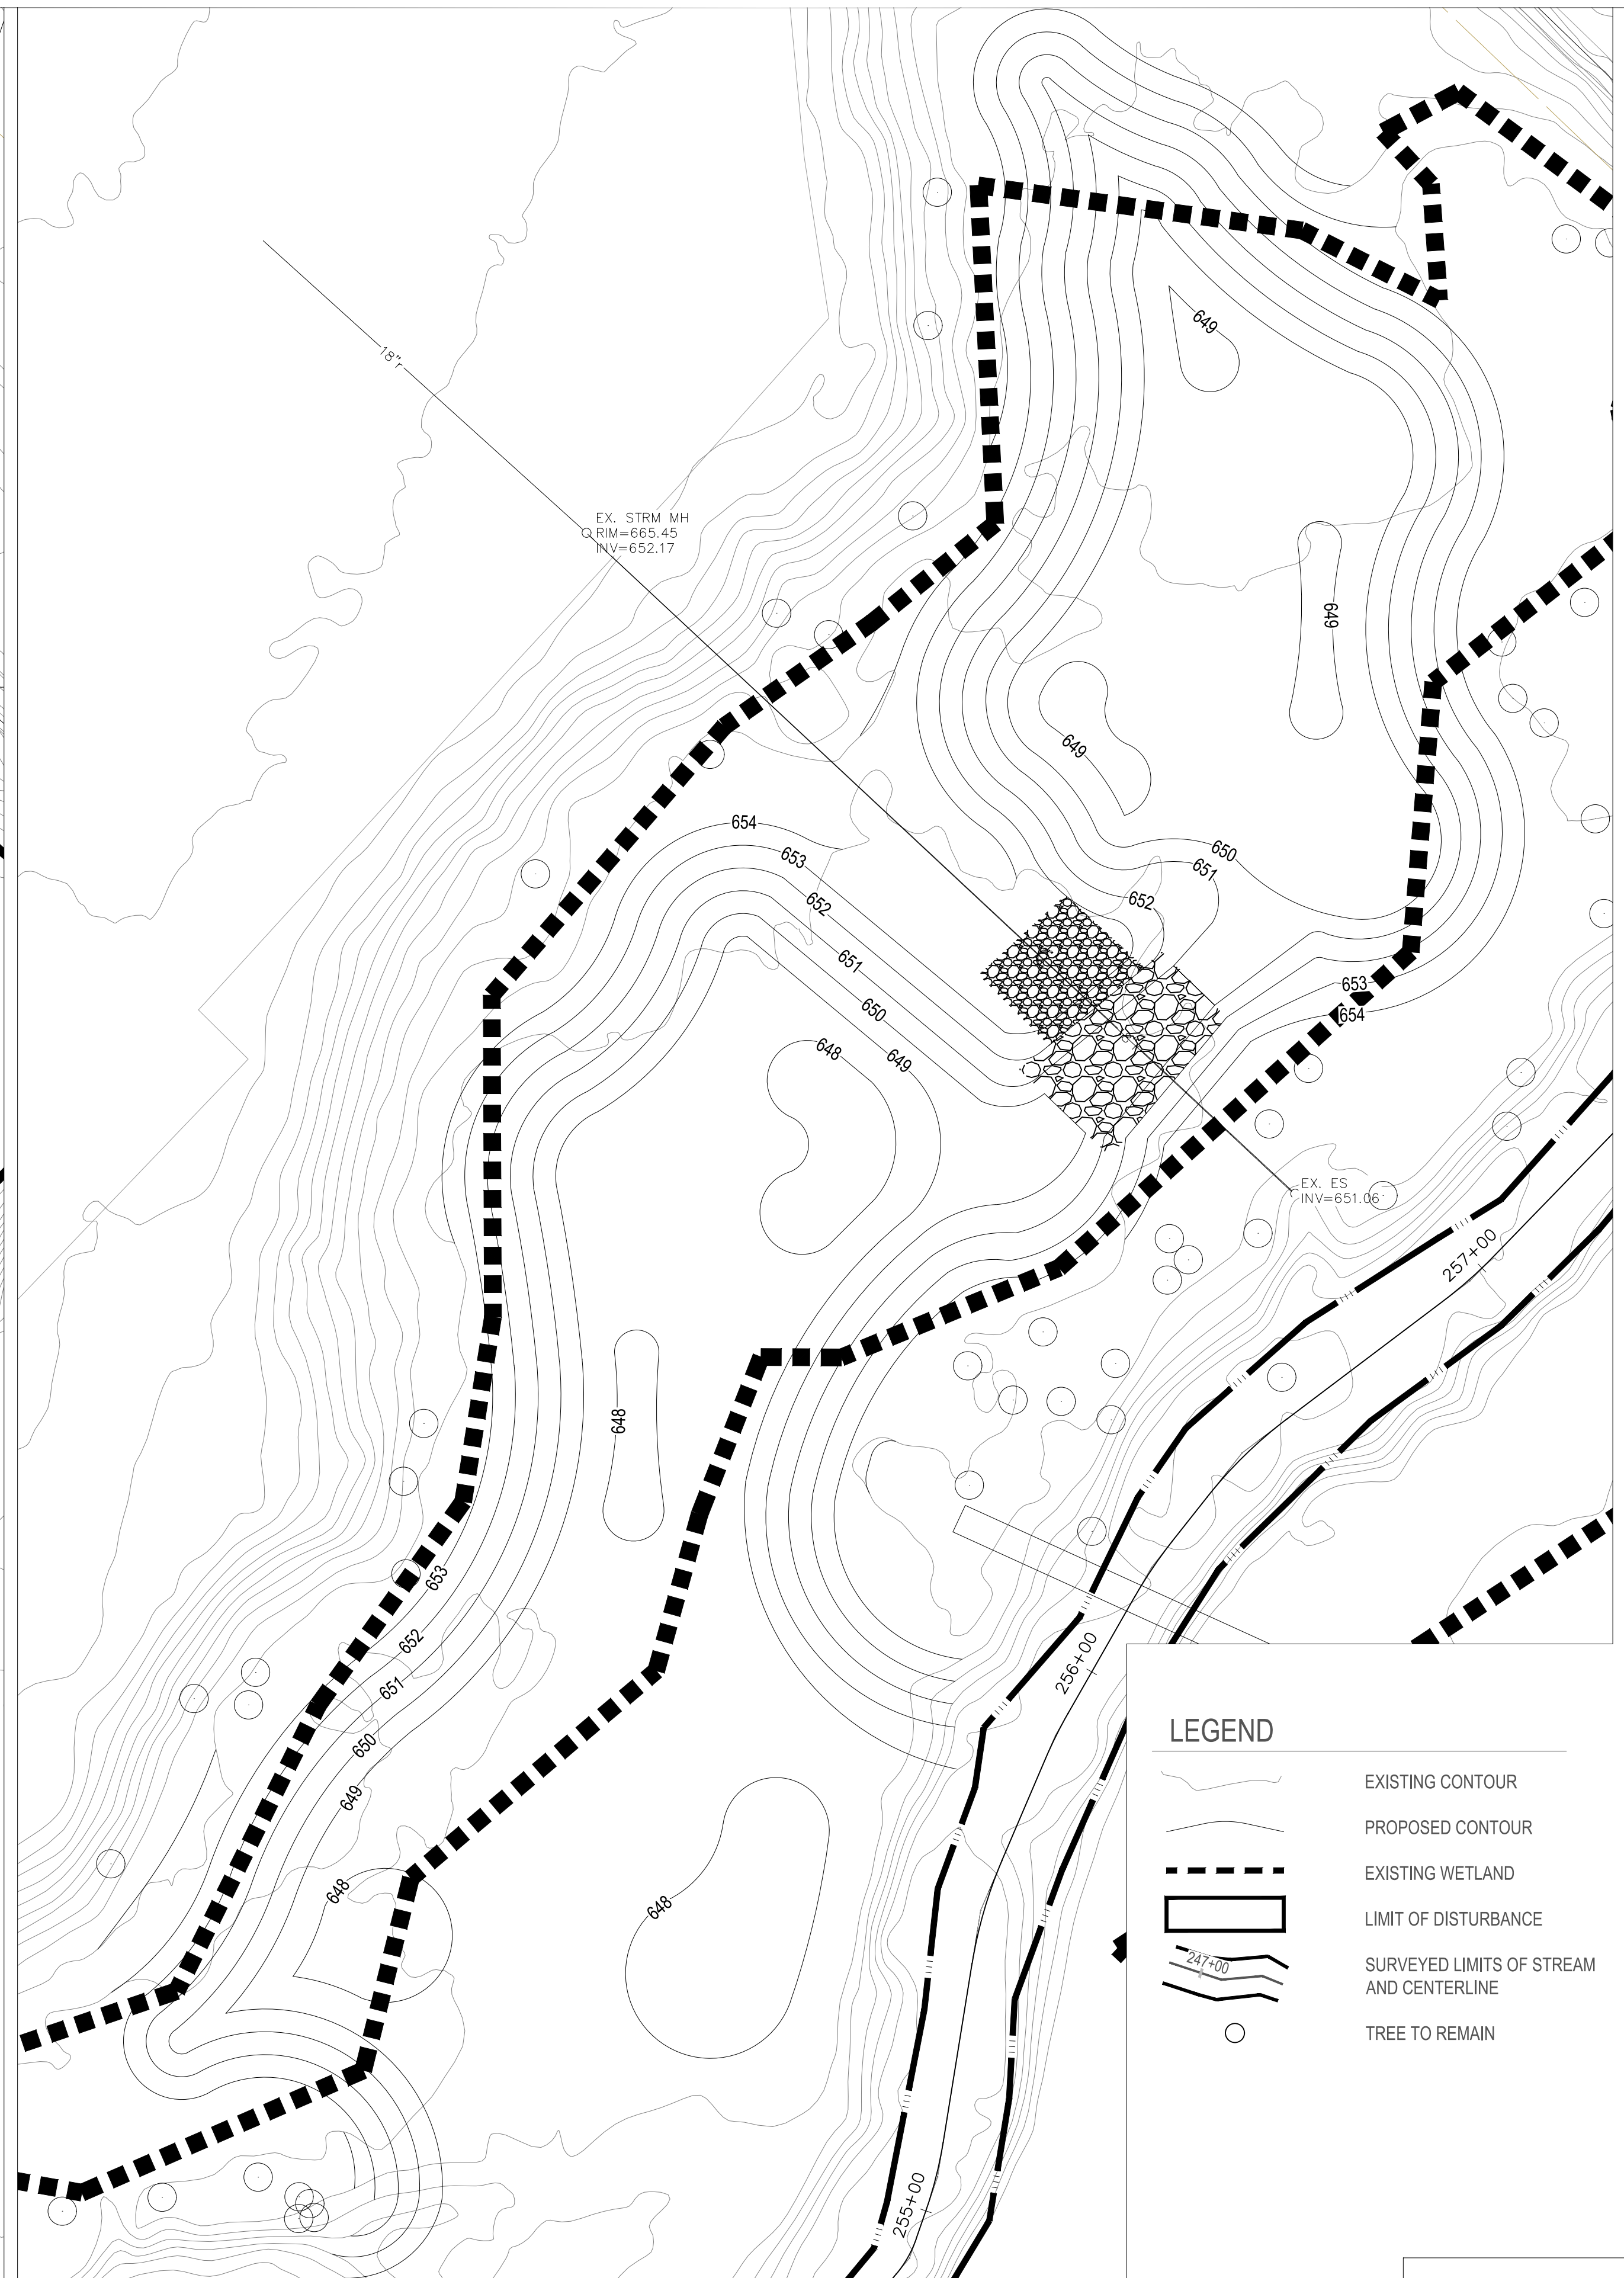 649
18"r
EX. STRM MH
RIM=665.45
INV=652.17
649
649
654
653
652
651
650
649
650
651
652
653
654
648
EX. ES
INV=651.06
257+00
648
653
652
651
650
649
648
648
256+00
255+00
LEGEND
EXISTING CONTOUR
PROPOSED CONTOUR
EXISTING WETLAND
LIMIT OF DISTURBANCE
247+00
SURVEYED LIMITS OF STREAM
AND CENTERLINE
TREE TO REMAIN